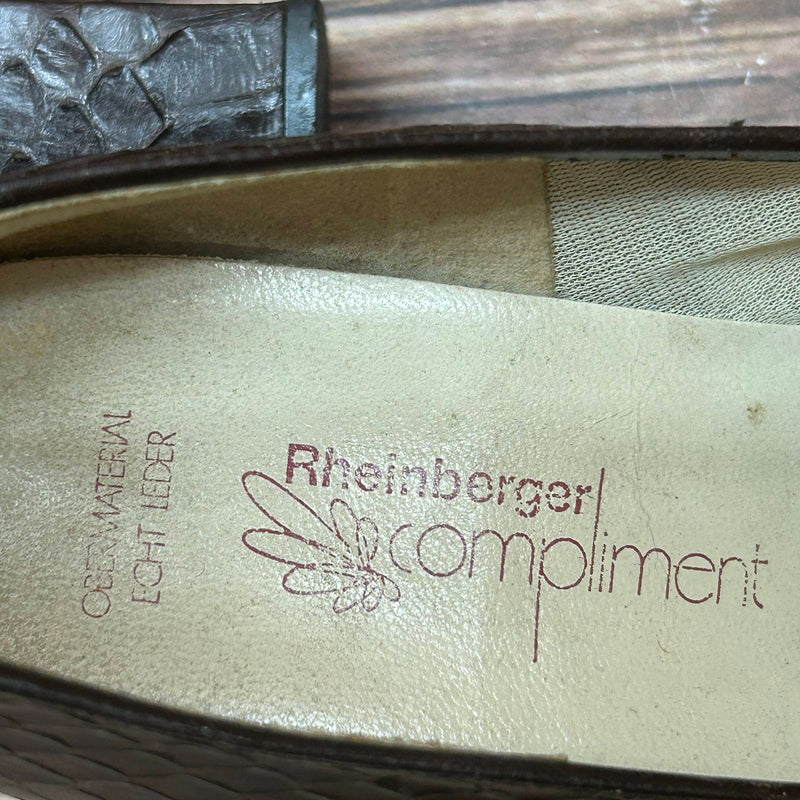 OBERMATERIAL
ECHT LEDER
Rheinberger
compliment